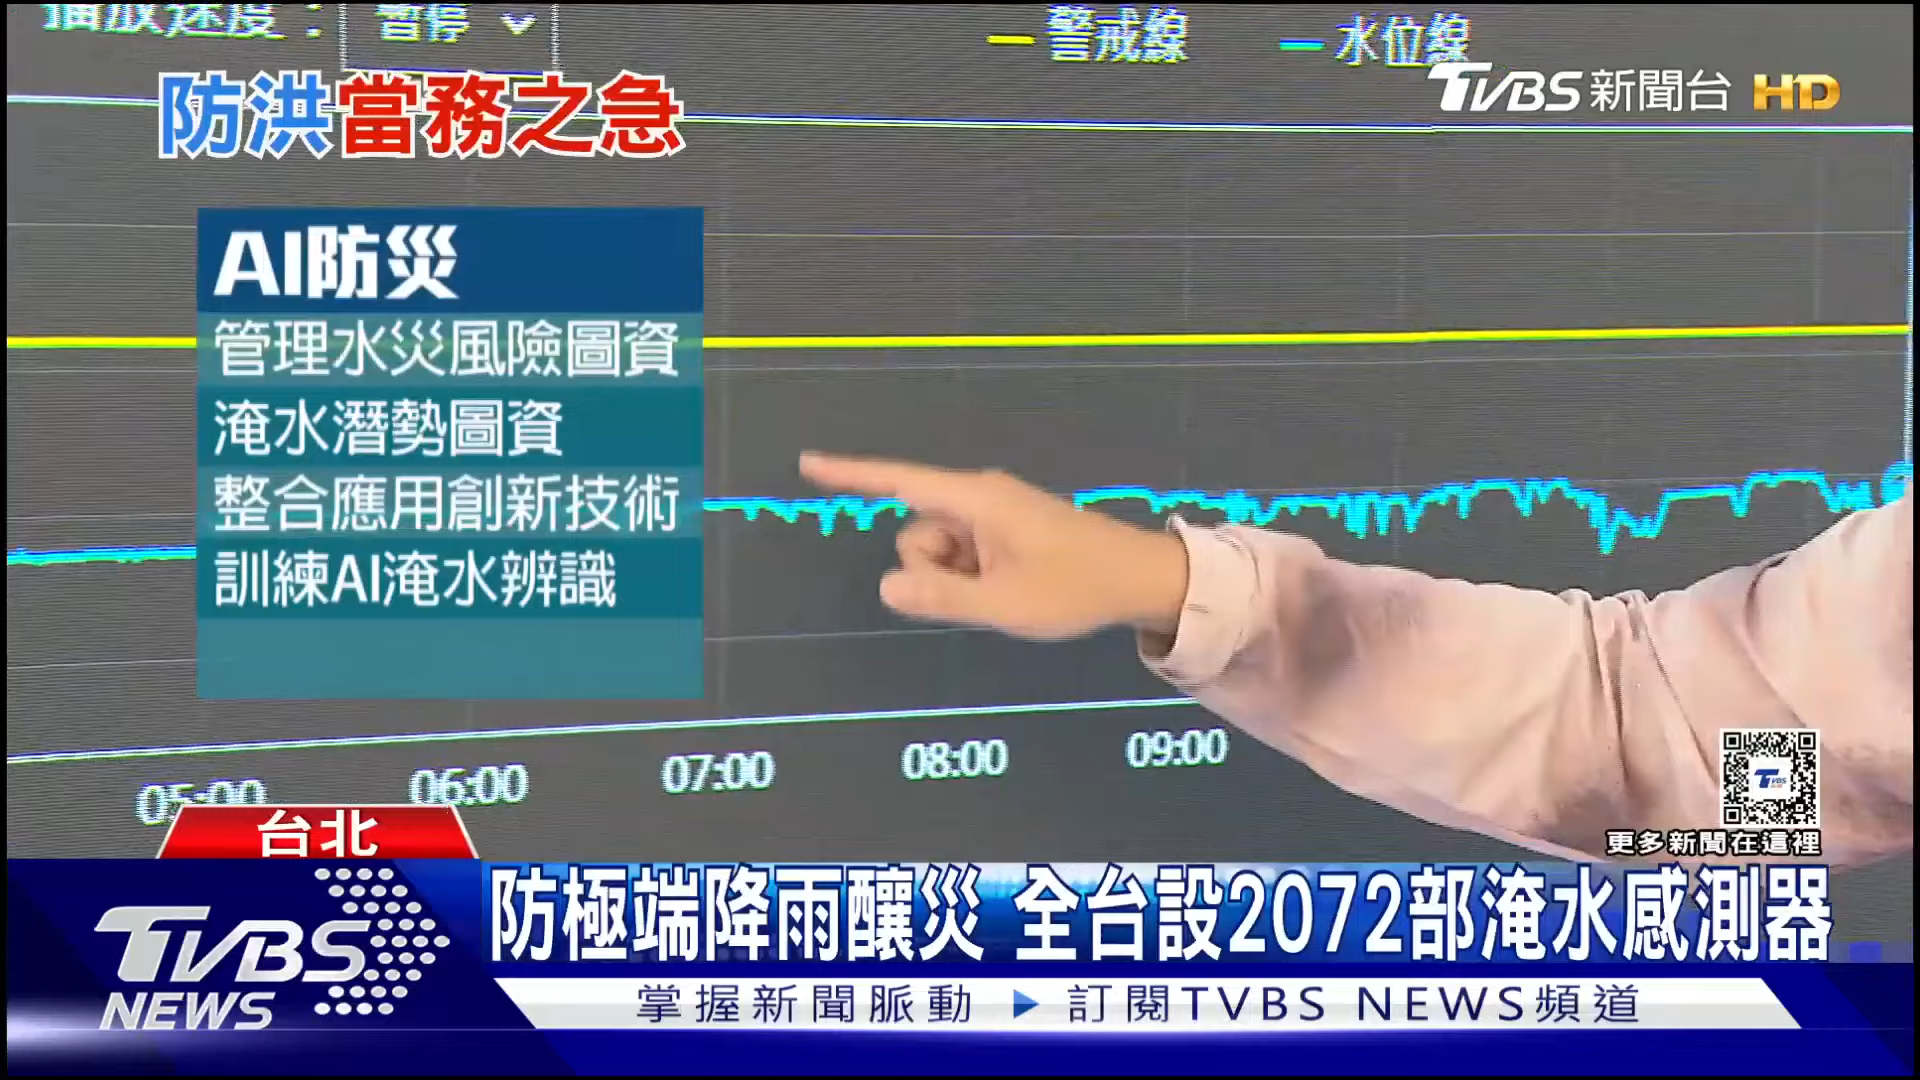 播放速度： 暫停
警戒線 水位線
TVBS新聞台 HD
防洪當務之急
AI防災
管理水災風險圖資
淹水潛勢圖資
整合應用創新技術
訓練AI淹水辨識
05:00 06:00 07:00 08:00 09:00
更多新聞在這裡
台北
防極端降雨釀災 全台設2072部淹水感測器
TVBS NEWS
掌握新聞脈動 ▶ 訂閱TVBS NEWS頻道